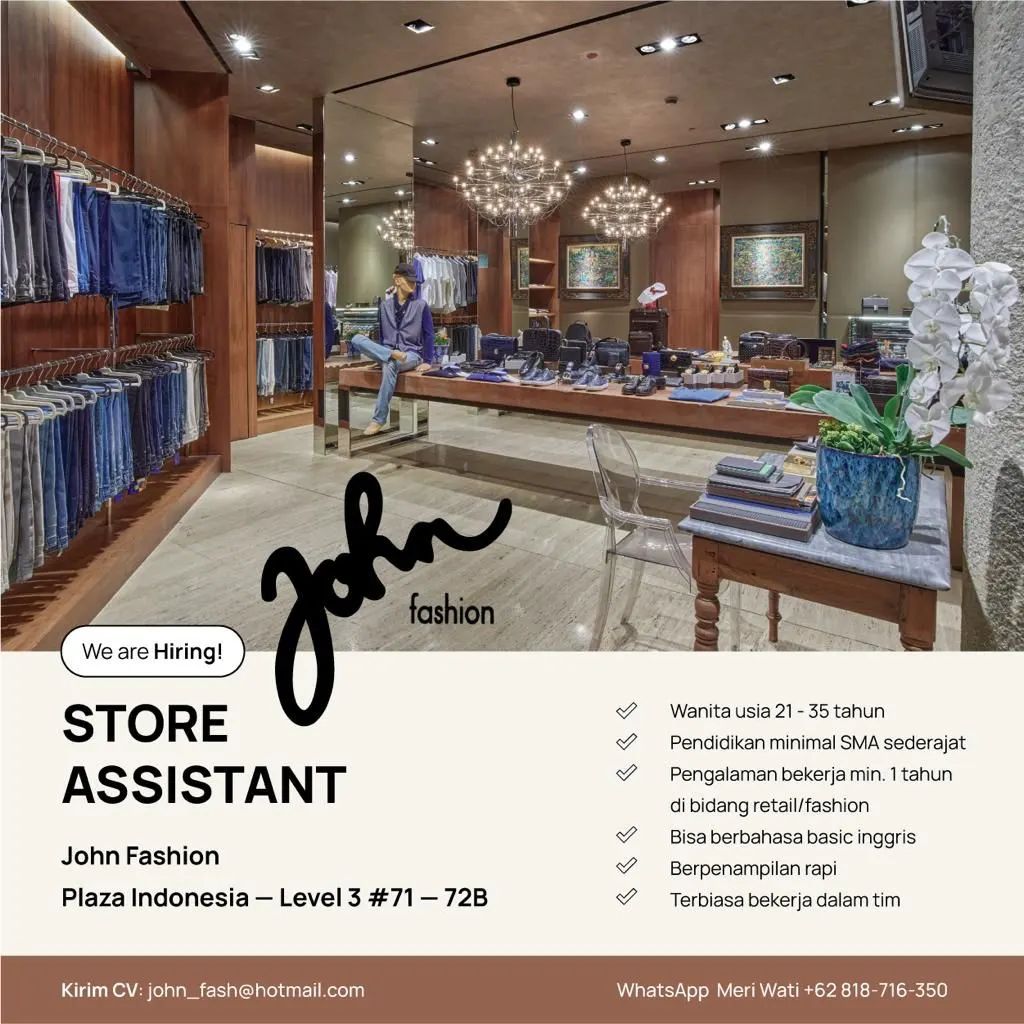 John
fashion
We are Hiring!
STORE
ASSISTANT
John Fashion
Plaza Indonesia — Level 3 #71 — 72B
Wanita usia 21 - 35 tahun
Pendidikan minimal SMA sederajat
Pengalaman bekerja min. 1 tahun
di bidang retail/fashion
Bisa berbahasa basic inggris
Berpenampilan rapi
Terbiasa bekerja dalam tim
Kirim CV: john_fash@hotmail.com
WhatsApp Meri Wati +62 818-716-350